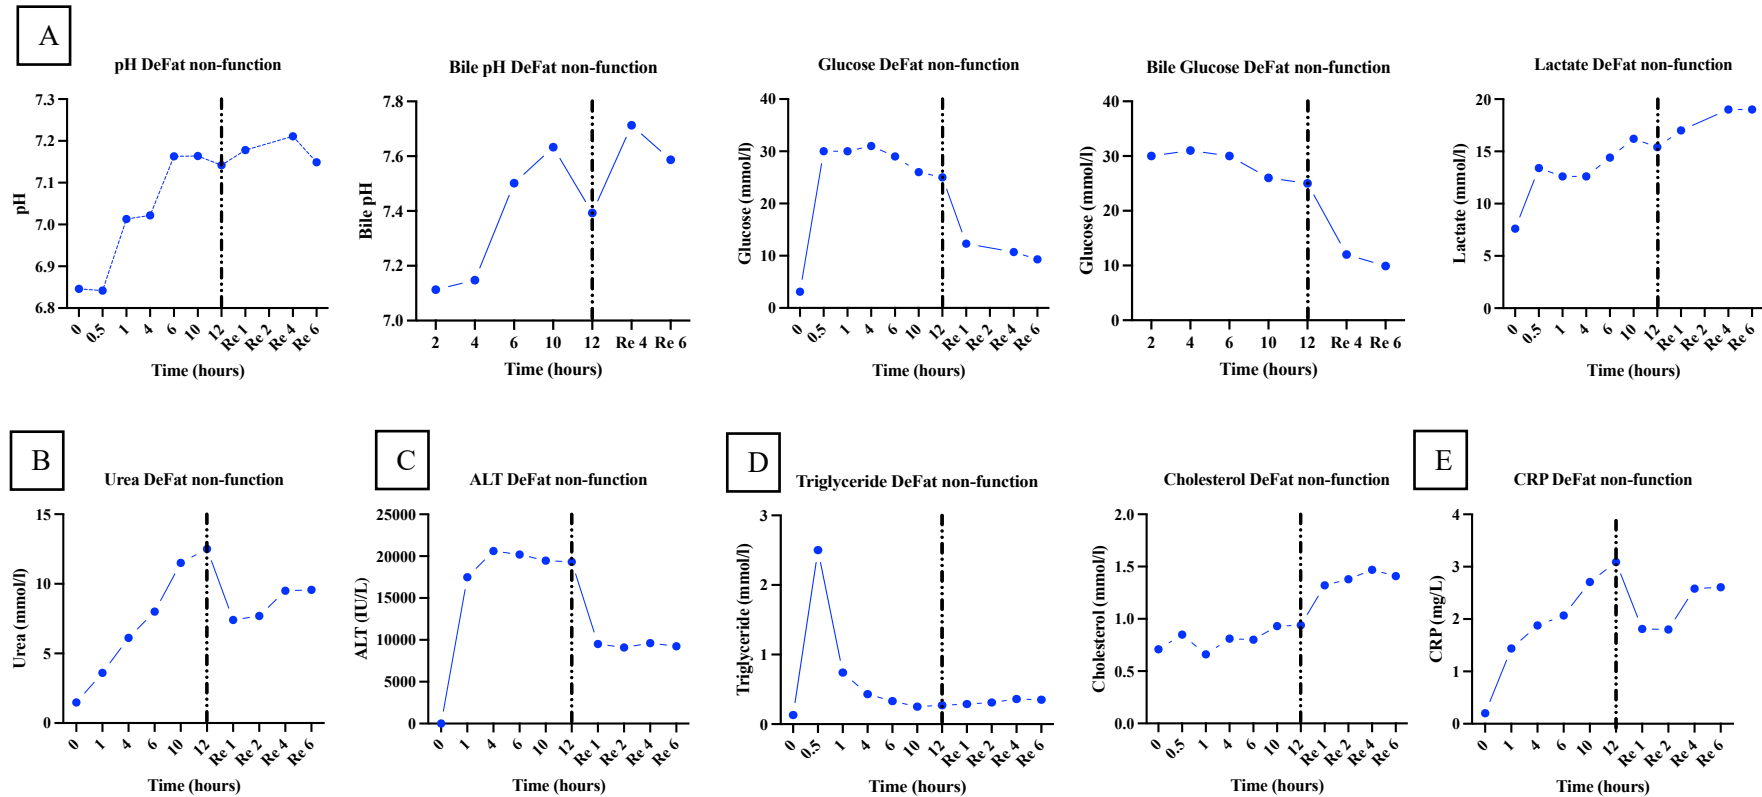 A
pH DeFat non-function
7.3
7.2
7.1
7.0
6.9
6.8
pH
0
0.5
1
4
6
10
12
Re 1
Re 2
Re 4
Re 6
Time (hours)
Bile pH DeFat non-function
7.8
7.6
7.4
7.2
7.0
Bile pH
2
4
6
10
12
Re 4
Re 6
Time (hours)
Glucose DeFat non-function
40
30
20
10
0
Glucose (mmol/l)
0
0.5
1
4
6
10
12
Re 1
Re 2
Re 4
Re 6
Time (hours)
Bile Glucose DeFat non-function
40
30
20
10
0
Glucose (mmol/l)
2
4
6
10
12
Re 4
Re 6
Time (hours)
Lactate DeFat non-function
20
15
10
5
0
Lactate (mmol/l)
0
0.5
1
4
6
10
12
Re 1
Re 2
Re 4
Re 6
Time (hours)
B
Urea DeFat non-function
15
10
5
0
Urea (mmol/l)
0
1
4
6
10
12
Re 1
Re 2
Re 4
Re 6
Time (hours)
C
ALT DeFat non-function
25000
20000
15000
10000
5000
0
ALT (IU/L)
0
1
4
6
10
12
Re 1
Re 2
Re 4
Re 6
Time (hours)
D
Triglyceride DeFat non-function
3
2
1
0
Triglyceride (mmol/l)
0
0.5
1
4
6
10
12
Re 1
Re 2
Re 4
Re 6
Time (hours)
Cholesterol DeFat non-function
2.0
1.5
1.0
0.5
0.0
Cholesterol (mmol/l)
0
0.5
1
4
6
10
12
Re 1
Re 2
Re 4
Re 6
Time (hours)
E
CRP DeFat non-function
4
3
2
1
0
CRP (mg/L)
0
1
4
6
10
12
Re 1
Re 2
Re 4
Re 6
Time (hours)